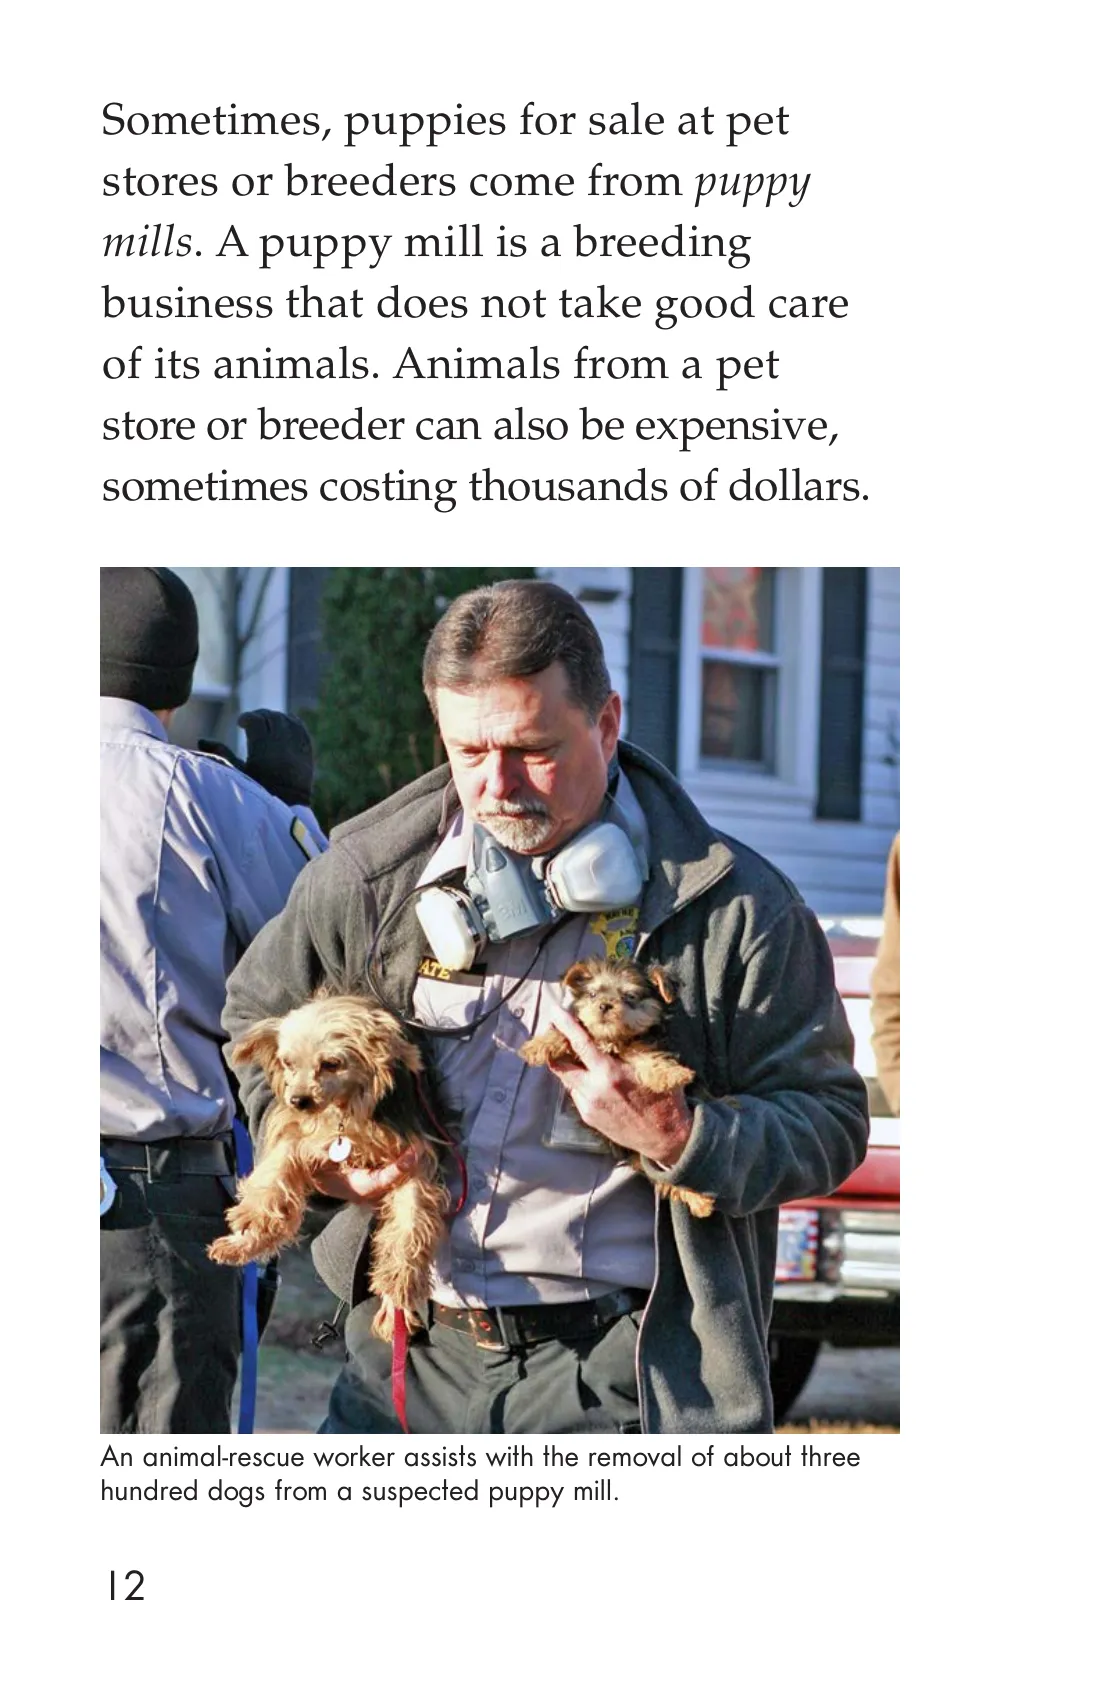 Sometimes, puppies for sale at pet
stores or breeders come from puppy
mills. A puppy mill is a breeding
business that does not take good care
of its animals. Animals from a pet
store or breeder can also be expensive,
sometimes costing thousands of dollars.
3M
An animal-rescue worker assists with the removal of about three
hundred dogs from a suspected puppy mill.
12